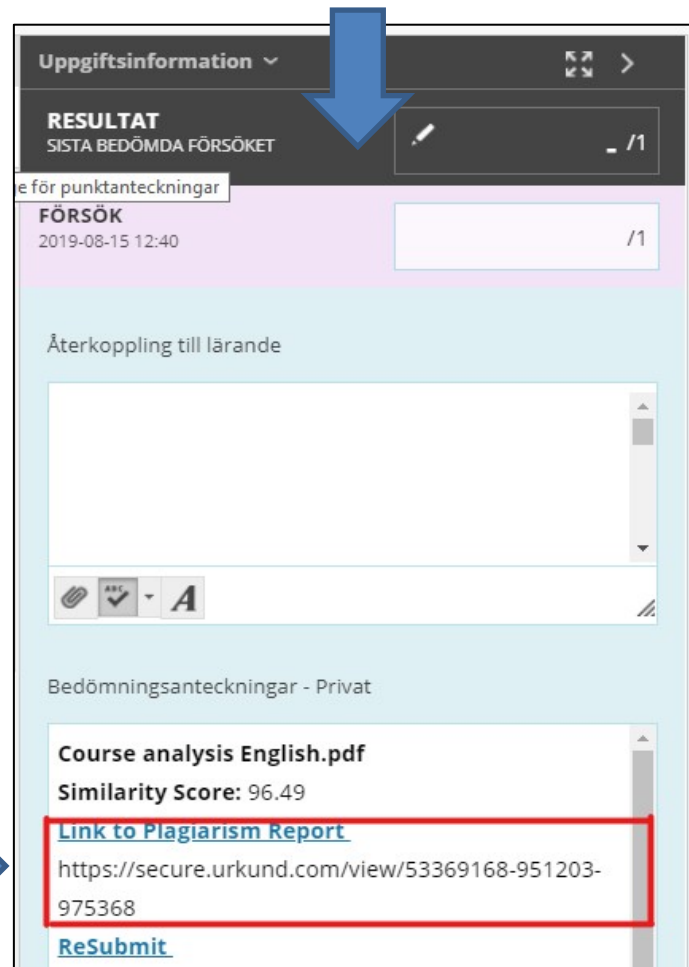 Uppgiftsinformation
RESULTAT
SISTA BEDÖMDA FÖRSÖKET
- /1
e för punktanteckningar
FÖRSÖK
2019-08-15 12:40
/1
Återkoppling till lärande
ABC
A
Bedömningsanteckningar - Privat
Course analysis English.pdf
Similarity Score: 96.49
Link to Plagiarism Report
https://secure.urkund.com/view/53369168-951203-
975368
ReSubmit